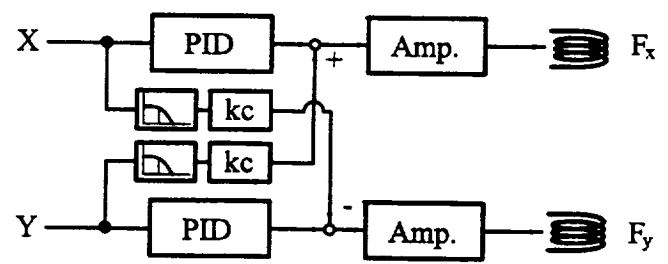 X PID + Amp. Fx
kc
kc
Y PID - Amp. Fy